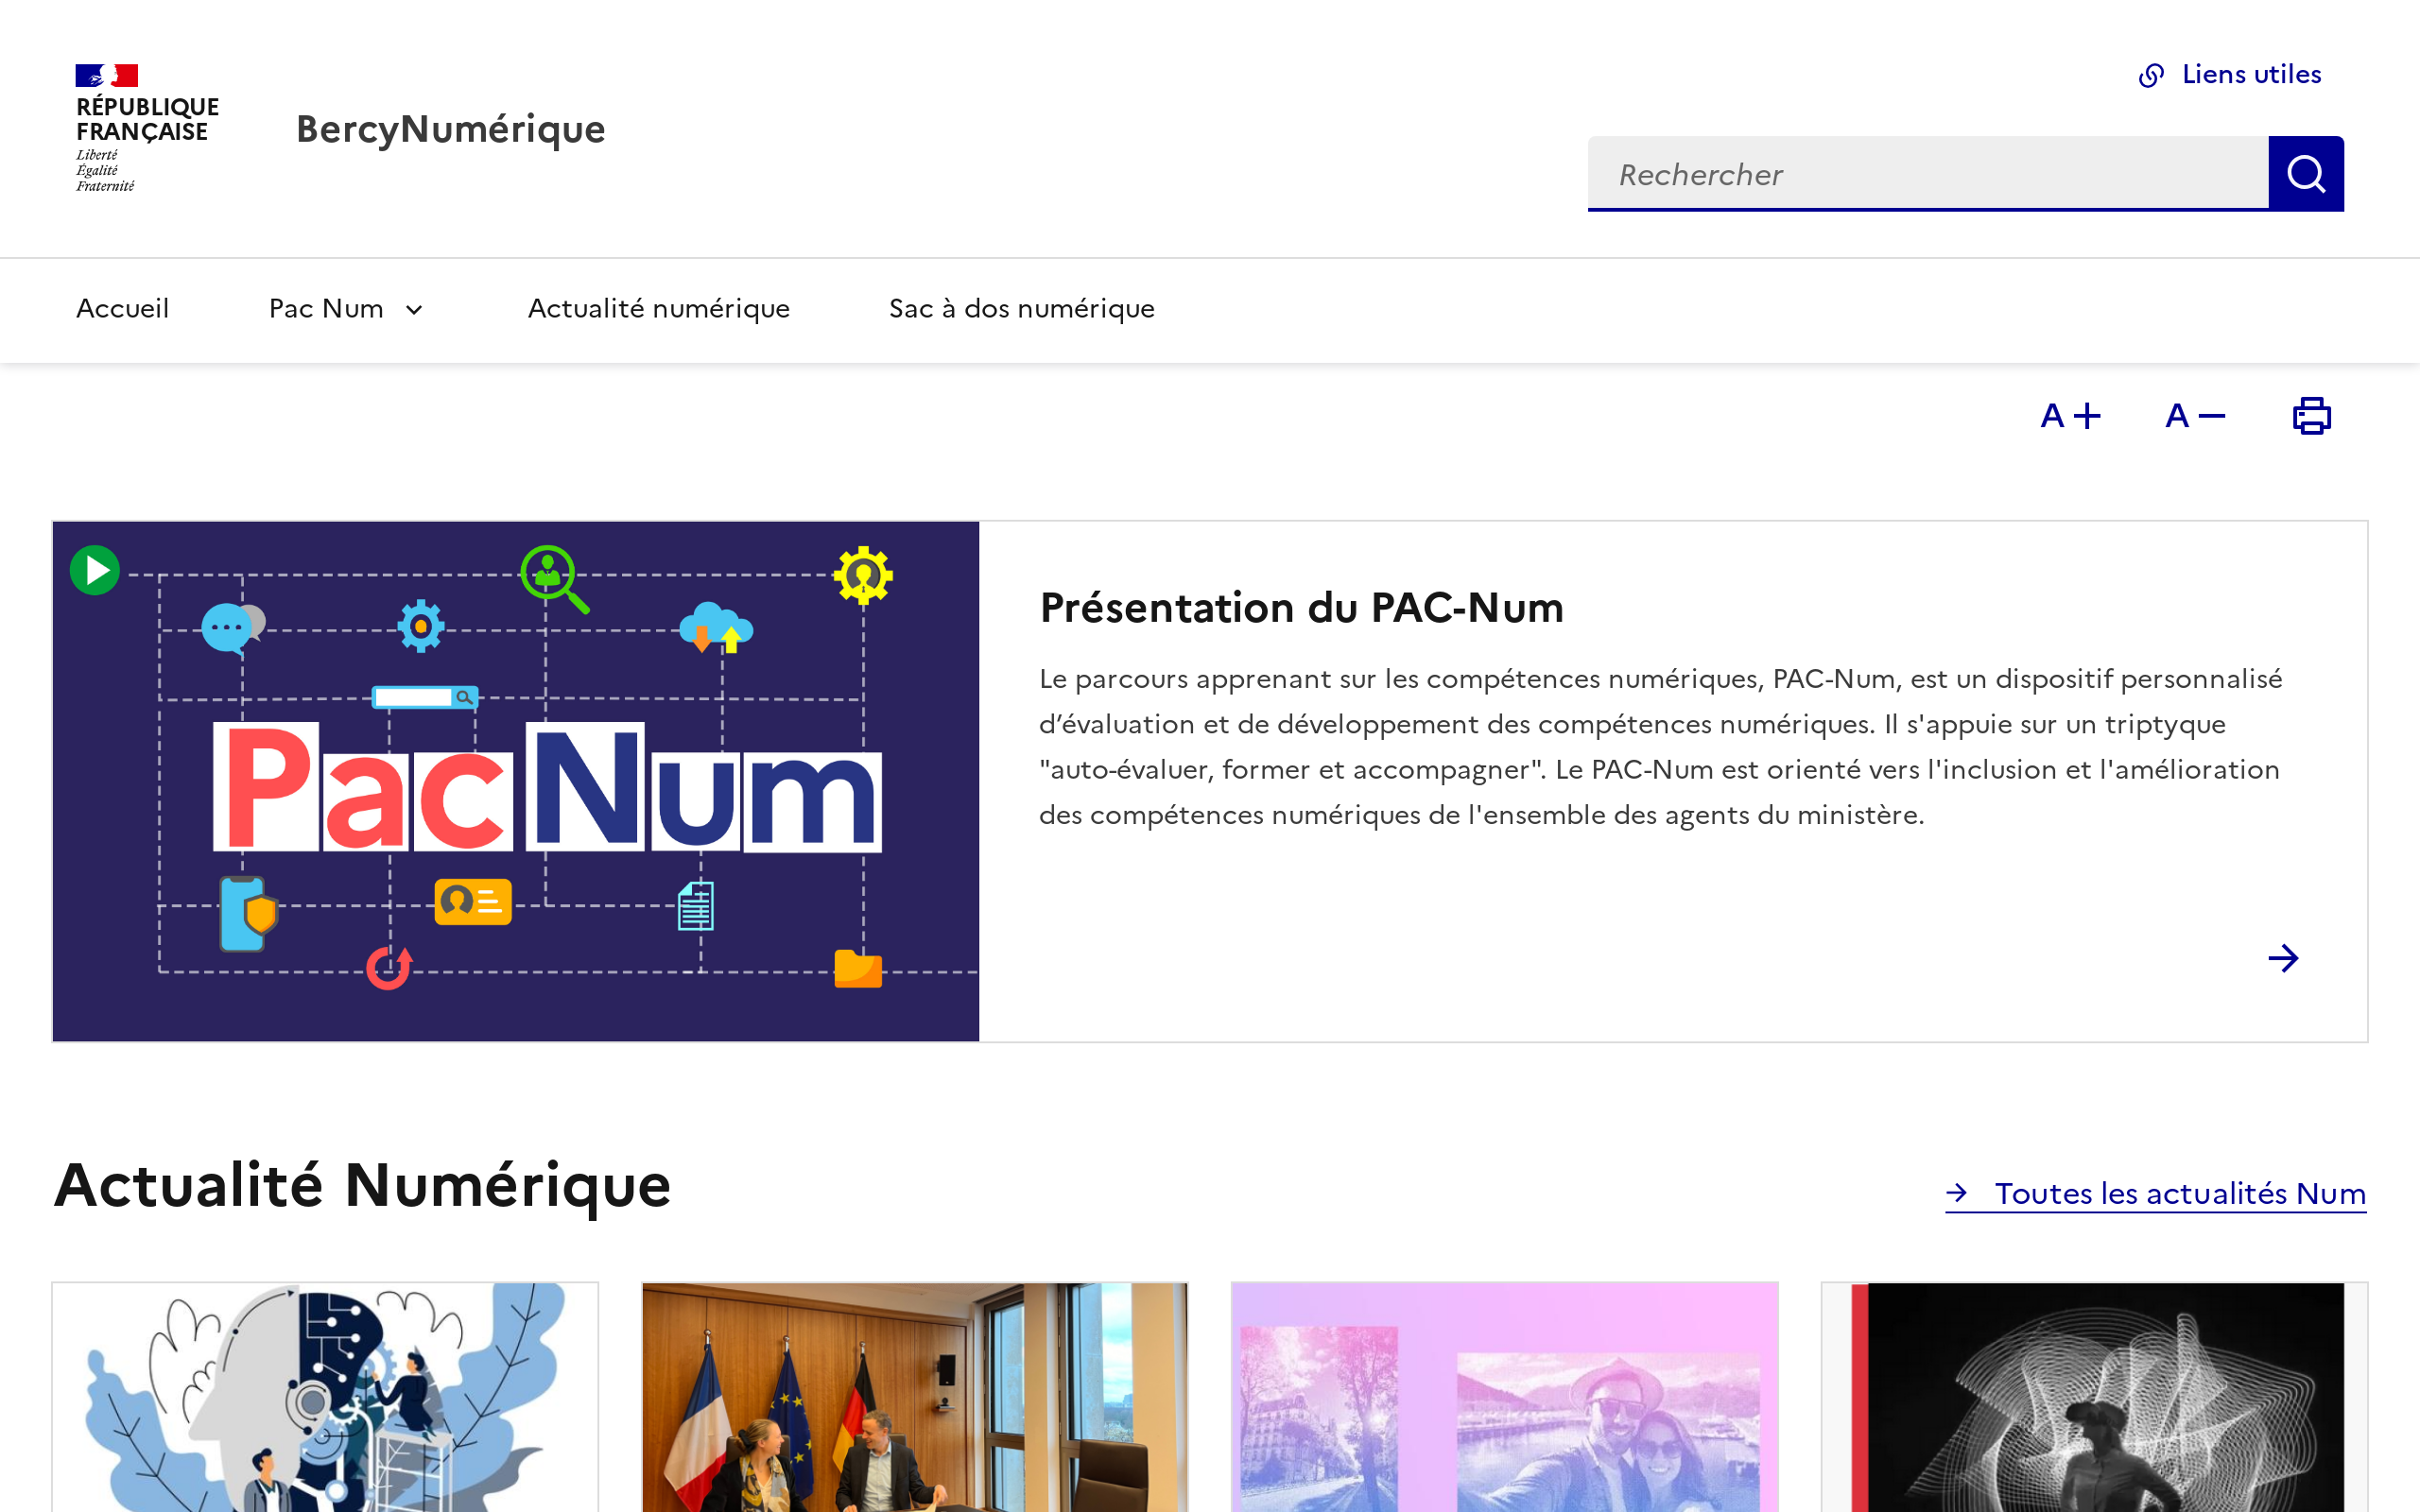 Liens utiles
RÉPUBLIQUE
FRANÇAISE
Liberté
Égalité
Fraternité
BercyNumérique
Rechercher
Accueil
Pac Num
Actualité numérique
Sac à dos numérique
A+
A−
PacNum
Présentation du PAC-Num
Le parcours apprenant sur les compétences numériques, PAC-Num, est un dispositif personnalisé
d’évaluation et de développement des compétences numériques. Il s'appuie sur un triptyque
"auto-évaluer, former et accompagner". Le PAC-Num est orienté vers l'inclusion et l'amélioration
des compétences numériques de l'ensemble des agents du ministère.
Actualité Numérique
Toutes les actualités Num